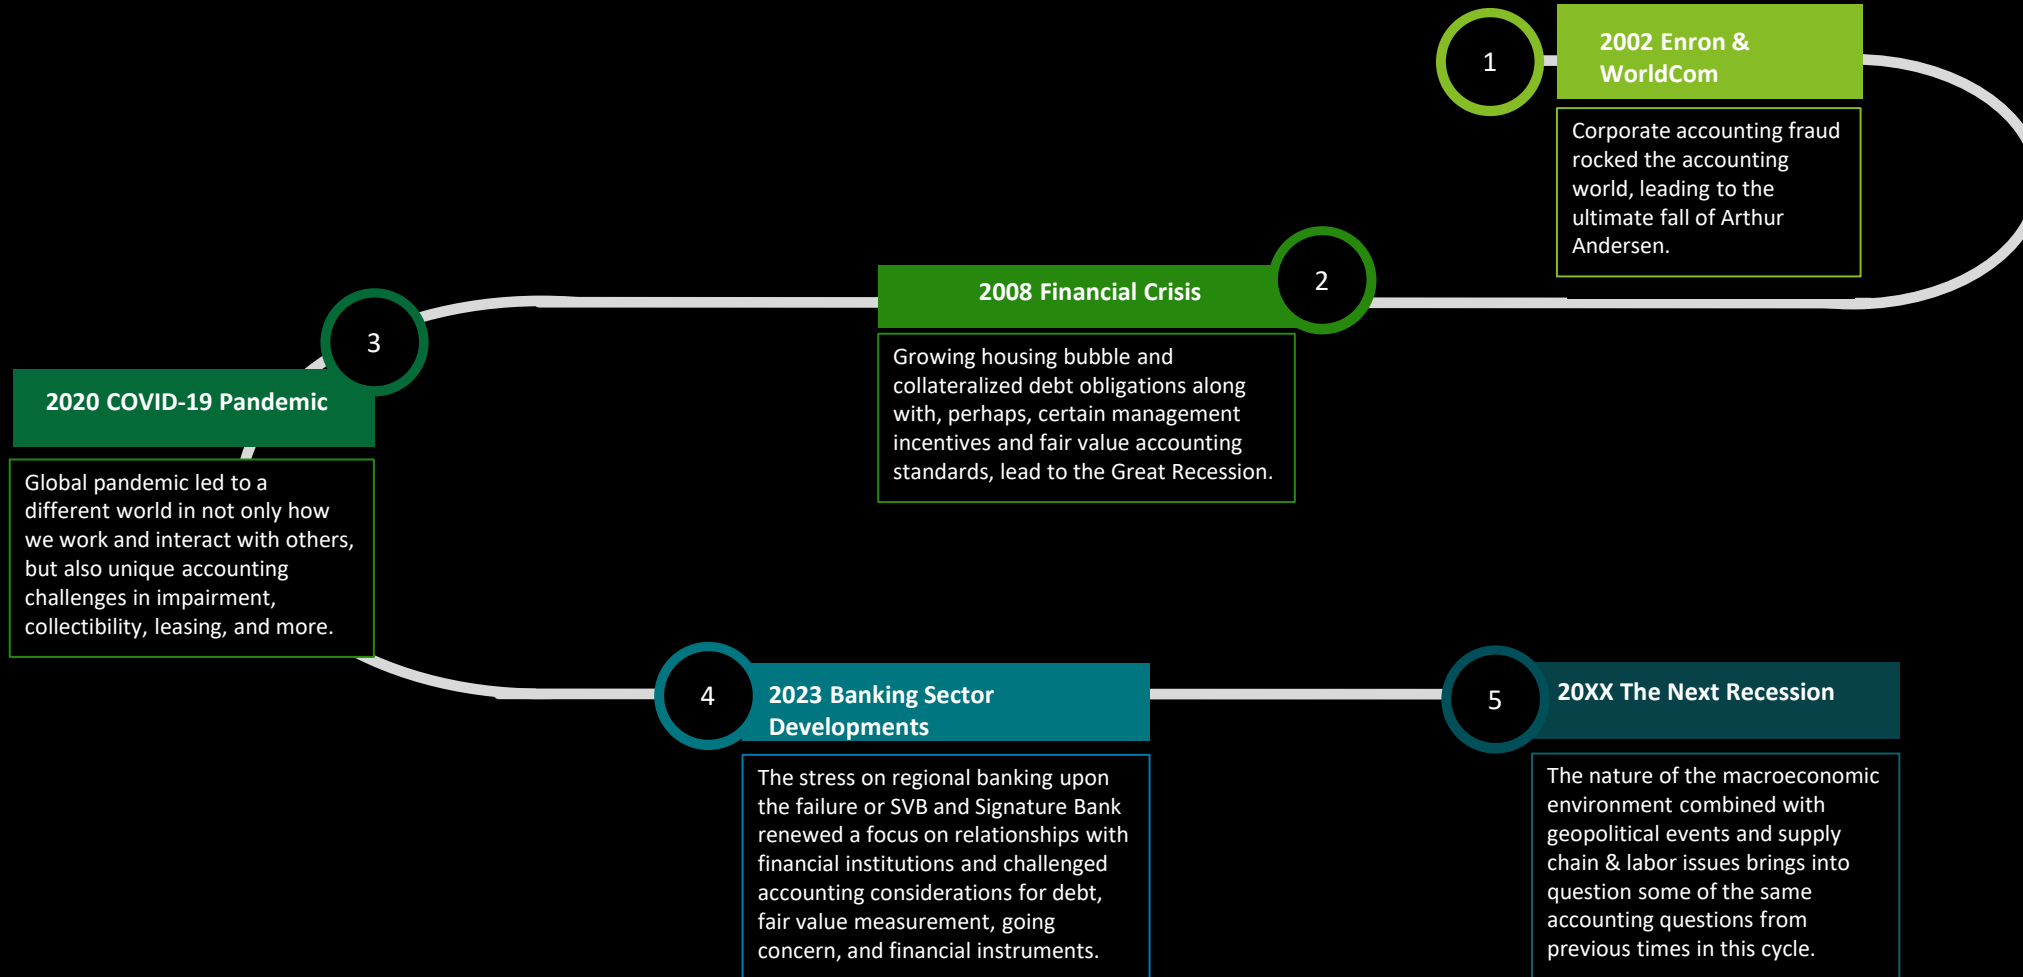 1
2002 Enron &
WorldCom
Corporate accounting fraud
rocked the accounting
world, leading to the
ultimate fall of Arthur
Andersen.
2
2008 Financial Crisis
Growing housing bubble and
collateralized debt obligations along
with, perhaps, certain management
incentives and fair value accounting
standards, lead to the Great Recession.
3
2020 COVID-19 Pandemic
Global pandemic led to a
different world in not only how
we work and interact with others,
but also unique accounting
challenges in impairment,
collectibility, leasing, and more.
4
2023 Banking Sector
Developments
The stress on regional banking upon
the failure or SVB and Signature Bank
renewed a focus on relationships with
financial institutions and challenged
accounting considerations for debt,
fair value measurement, going
concern, and financial instruments.
5
20XX The Next Recession
The nature of the macroeconomic
environment combined with
geopolitical events and supply
chain & labor issues brings into
question some of the same
accounting questions from
previous times in this cycle.